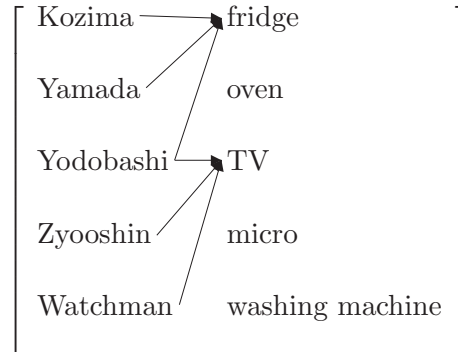 Kozima fridge
Yamada oven
Yodobashi TV
Zyooshin micro
Watchman washing machine